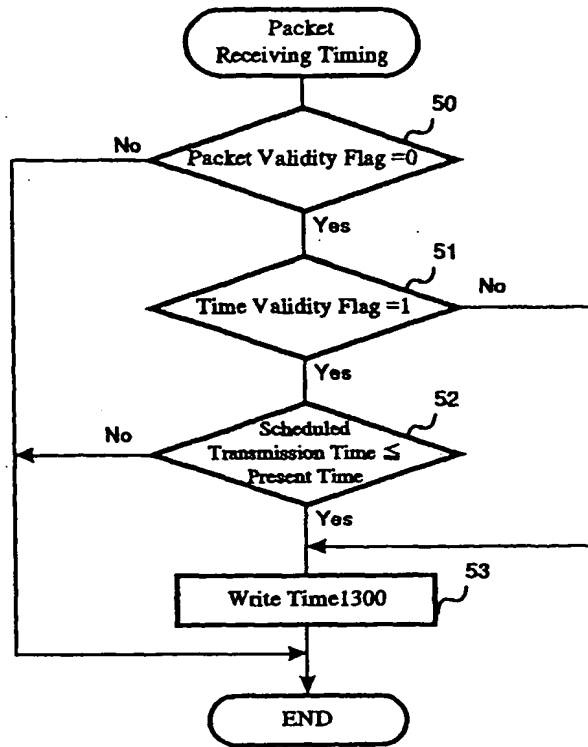 Packet
Receiving Timing
50
No
Packet Validity Flag =0
Yes
51
Time Validity Flag =1
No
Yes
52
No
Scheduled
Transmission Time ≦
Present Time
Yes
53
Write Time1300
END